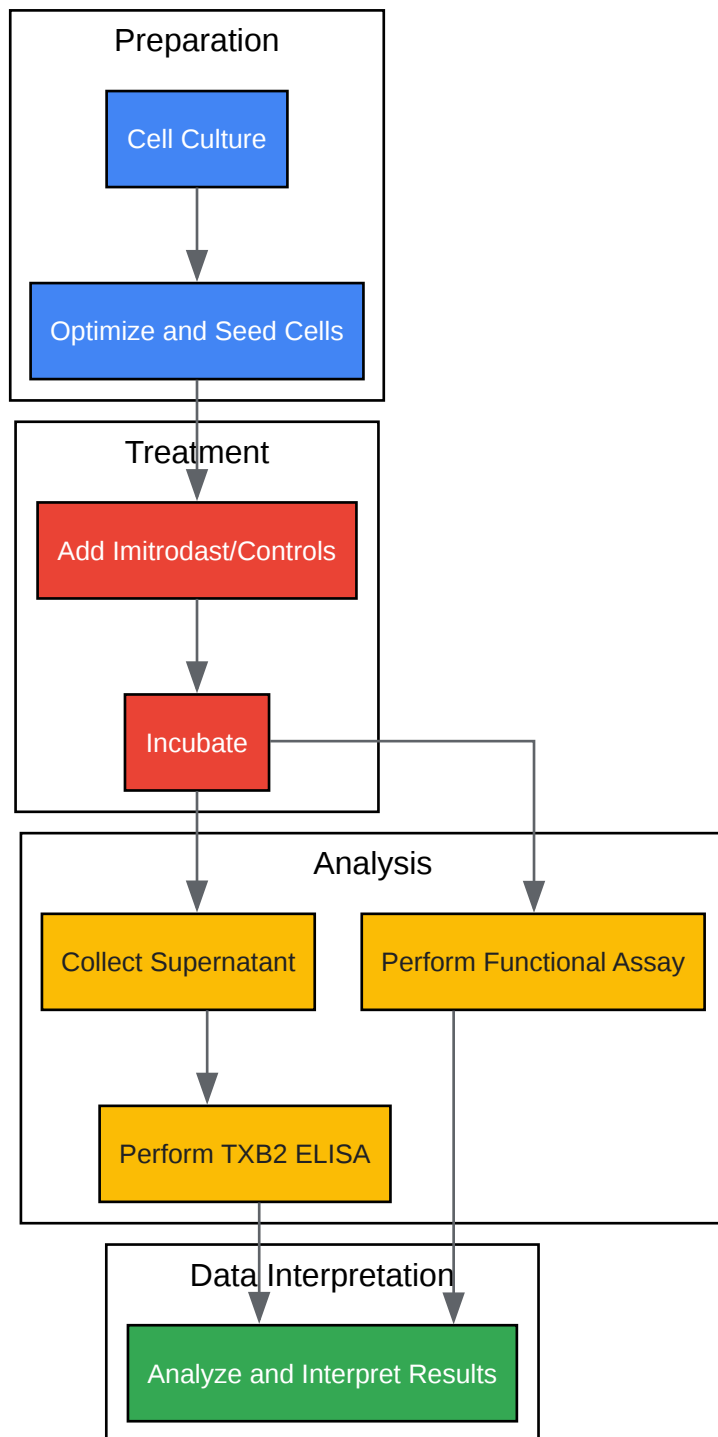 Preparation
Cell Culture
Optimize and Seed Cells
Treatment
Add Imitrodast/Controls
Incubate
Analysis
Collect Supernatant
Perform Functional Assay
Perform TXB2 ELISA
Data Interpretation
Analyze and Interpret Results